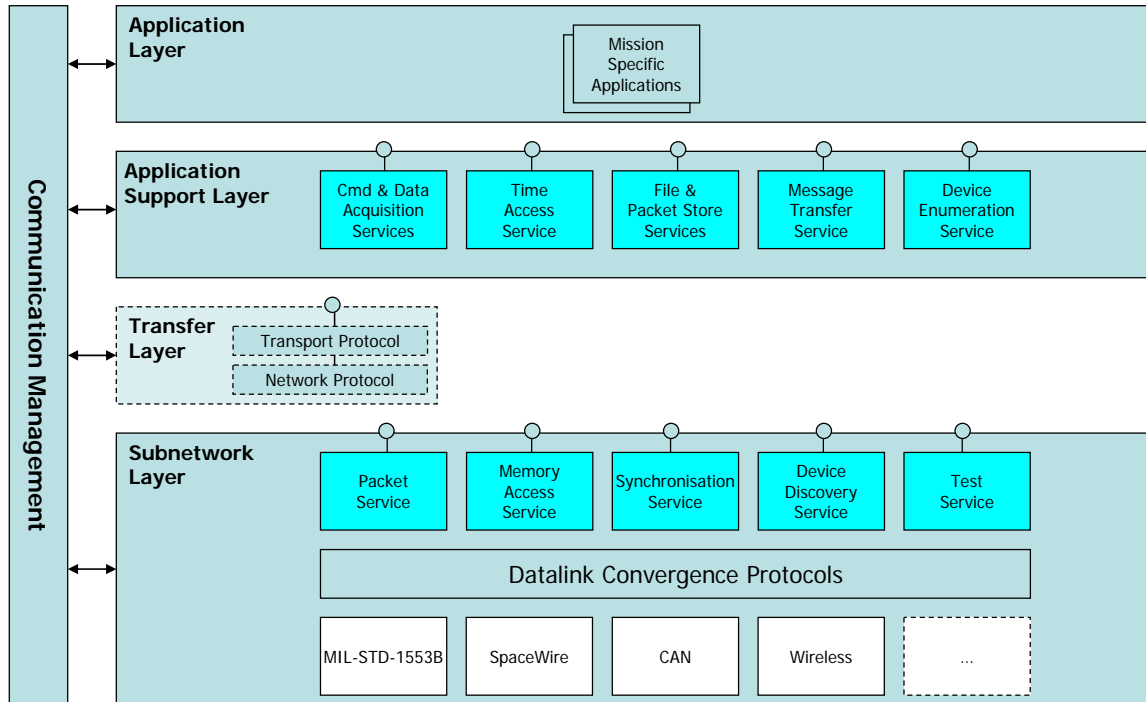 Communication Management
Application
Layer
Mission
Specific
Applications
Application
Support Layer
Cmd & Data
Acquisition
Services
Time
Access
Service
File &
Packet Store
Services
Message
Transfer
Service
Device
Enumeration
Service
Transfer
Layer
Transport Protocol
Network Protocol
Subnetwork
Layer
Packet
Service
Memory
Access
Service
Synchronisation
Service
Device
Discovery
Service
Test
Service
Datalink Convergence Protocols
MIL-STD-1553B
SpaceWire
CAN
Wireless
...